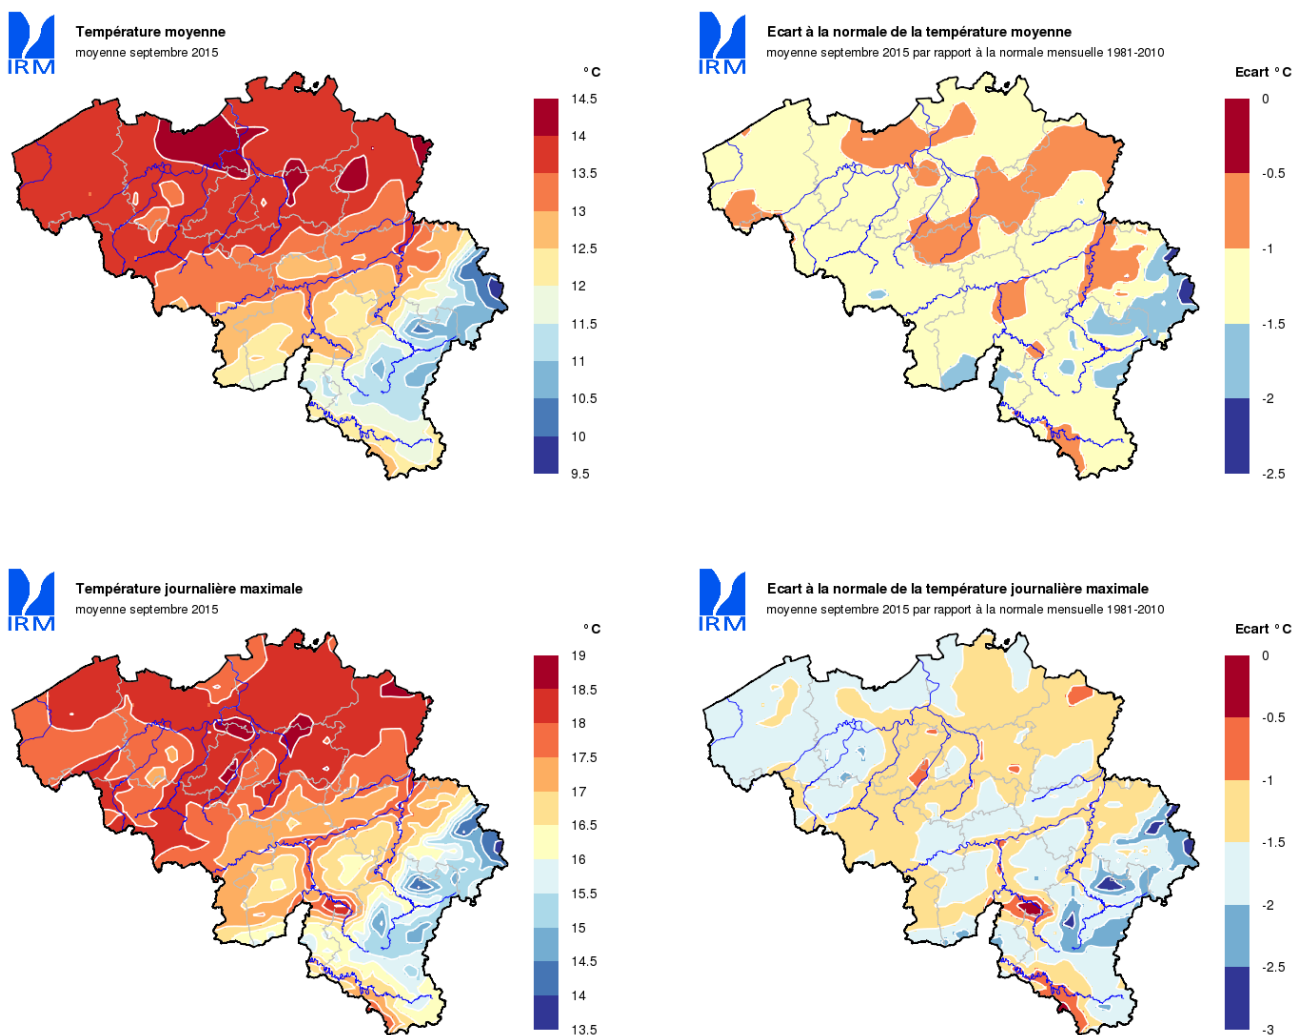 IRM
Température moyenne
moyenne septembre 2015
°C
14.5
14
13.5
13
12.5
12
11.5
11
10.5
10
9.5
IRM
Ecart à la normale de la température moyenne
moyenne septembre 2015 par rapport à la normale mensuelle 1981-2010
Ecart °C
0
-0.5
-1
-1.5
-2
-2.5
IRM
Température journalière maximale
moyenne septembre 2015
°C
19
18.5
18
17.5
17
16.5
16
15.5
15
14.5
14
13.5
IRM
Ecart à la normale de la température journalière maximale
moyenne septembre 2015 par rapport à la normale mensuelle 1981-2010
Ecart °C
0
-0.5
-1
-1.5
-2
-2.5
-3